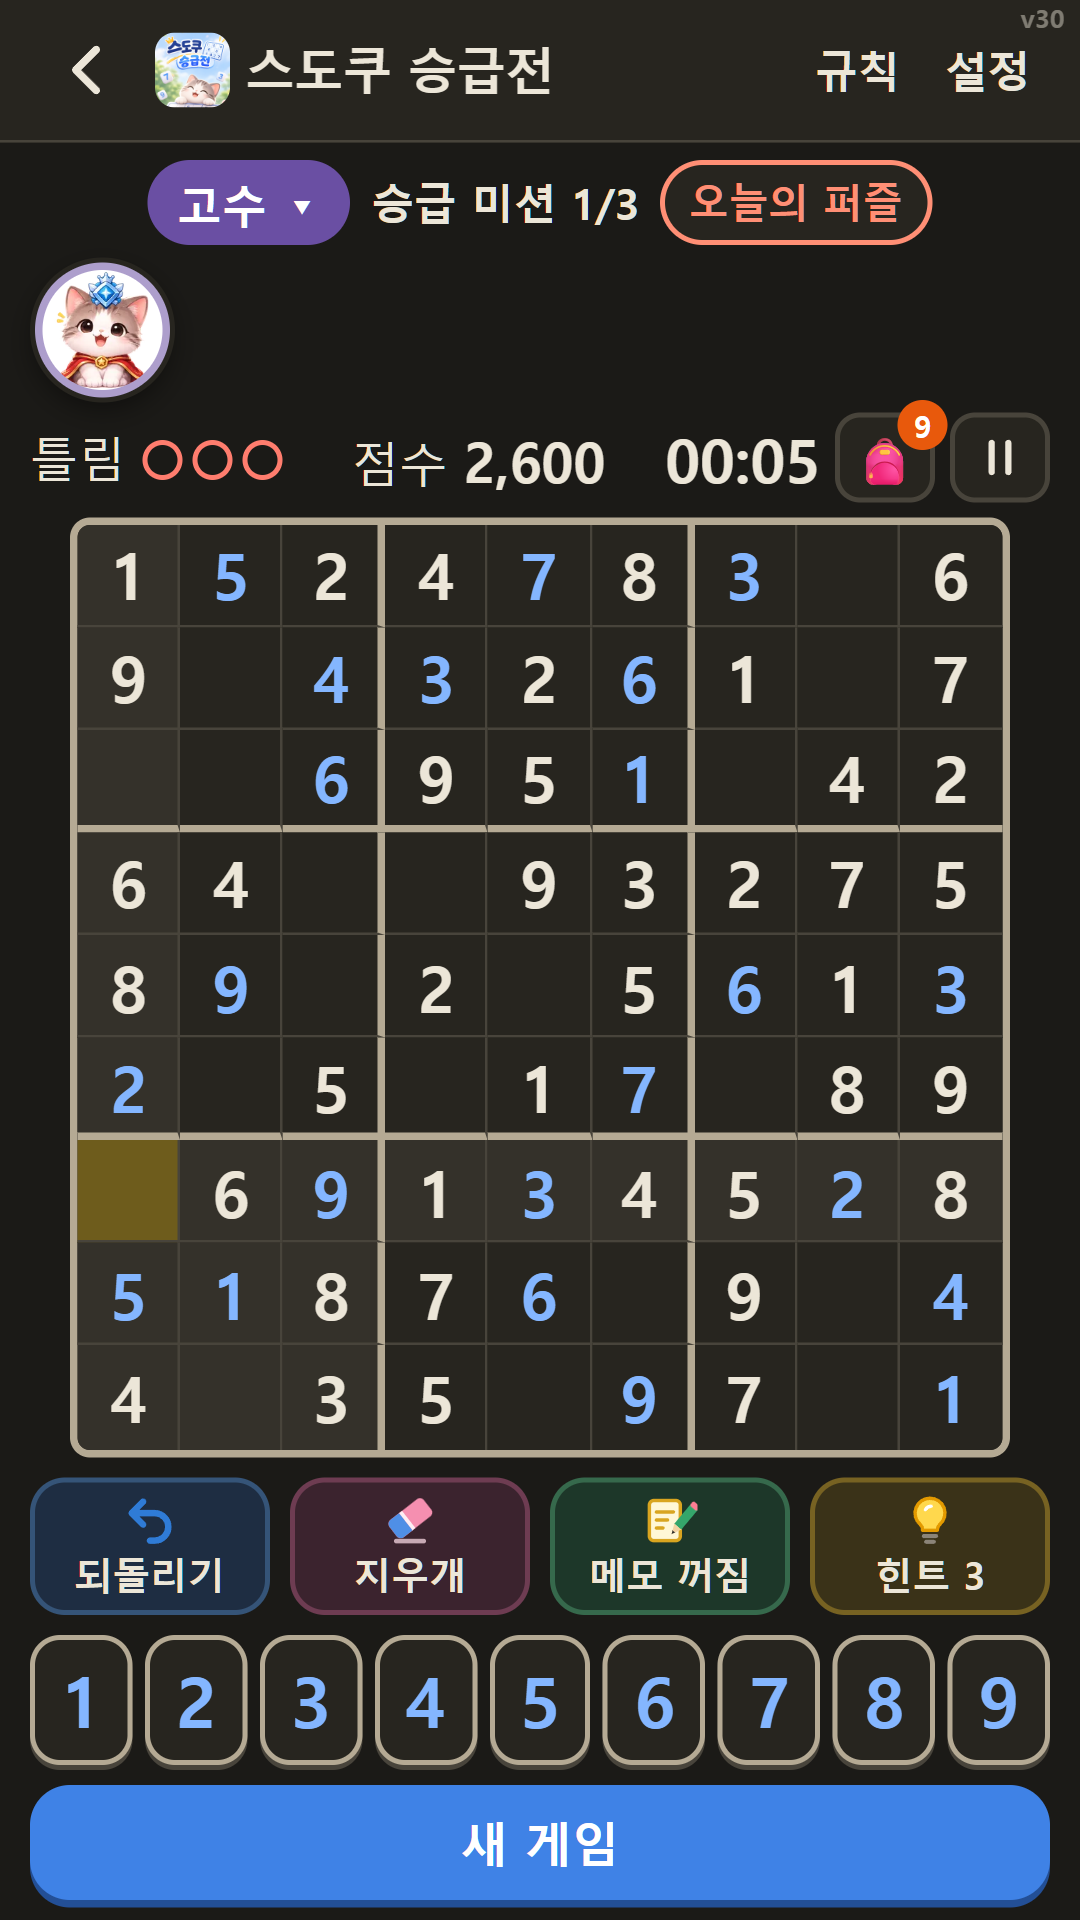 v30
스도쿠 승급전
규칙 설정
고수 ▼ 승급 미션 1/3 오늘의 퍼즐
틀림 점수 2,600 00:05 9
1 5 2 4 7 8 3 6
9 4 3 2 6 1 7
6 9 5 1 4 2
6 4 9 3 2 7 5
8 9 2 5 6 1 3
2 5 1 7 8 9
6 9 1 3 4 5 2 8
5 1 8 7 6 9 4
4 3 5 9 7 1
되돌리기 지우개 메모 꺼짐 힌트 3
1 2 3 4 5 6 7 8 9
새 게임